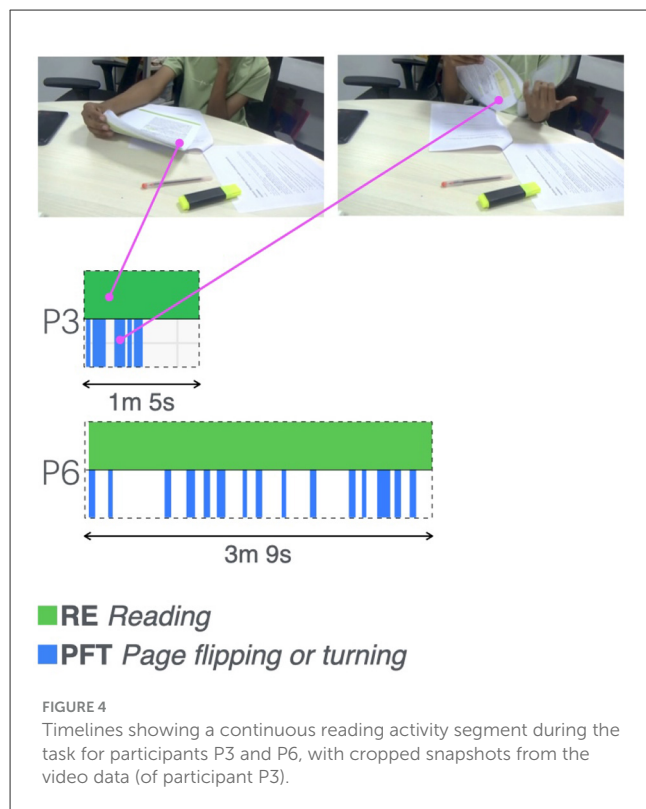 P3
1m 5s
P6
3m 9s
RE Reading
PFT Page flipping or turning
FIGURE 4
Timelines showing a continuous reading activity segment during the
task for participants P3 and P6, with cropped snapshots from the
video data (of participant P3).